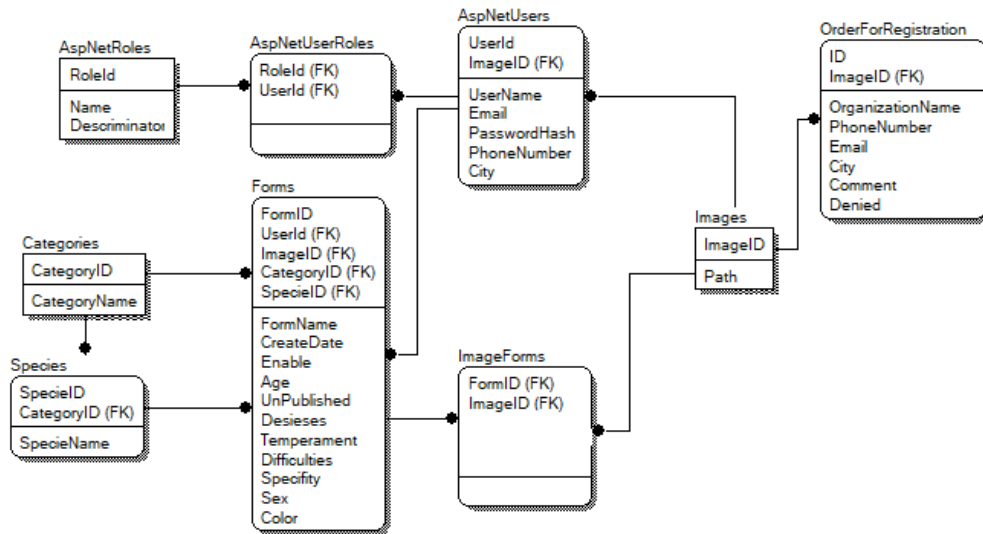 AspNetRoles
RoleId
Name
Descriminator
AspNetUserRoles
RoleId (FK)
UserId (FK)
AspNetUsers
UserId
ImageID (FK)
UserName
Email
PasswordHash
PhoneNumber
City
OrderForRegistration
ID
ImageID (FK)
OrganizationName
PhoneNumber
Email
City
Comment
Denied
Categories
CategoryID
CategoryName
Species
SpecieID
CategoryID (FK)
SpecieName
Forms
FormID
UserId (FK)
ImageID (FK)
CategoryID (FK)
SpecieID (FK)
FormName
CreateDate
Enable
Age
UnPublished
Desieses
Temperament
Difficulties
Specifity
Sex
Color
ImageForms
FormID (FK)
ImageID (FK)
Images
ImageID
Path